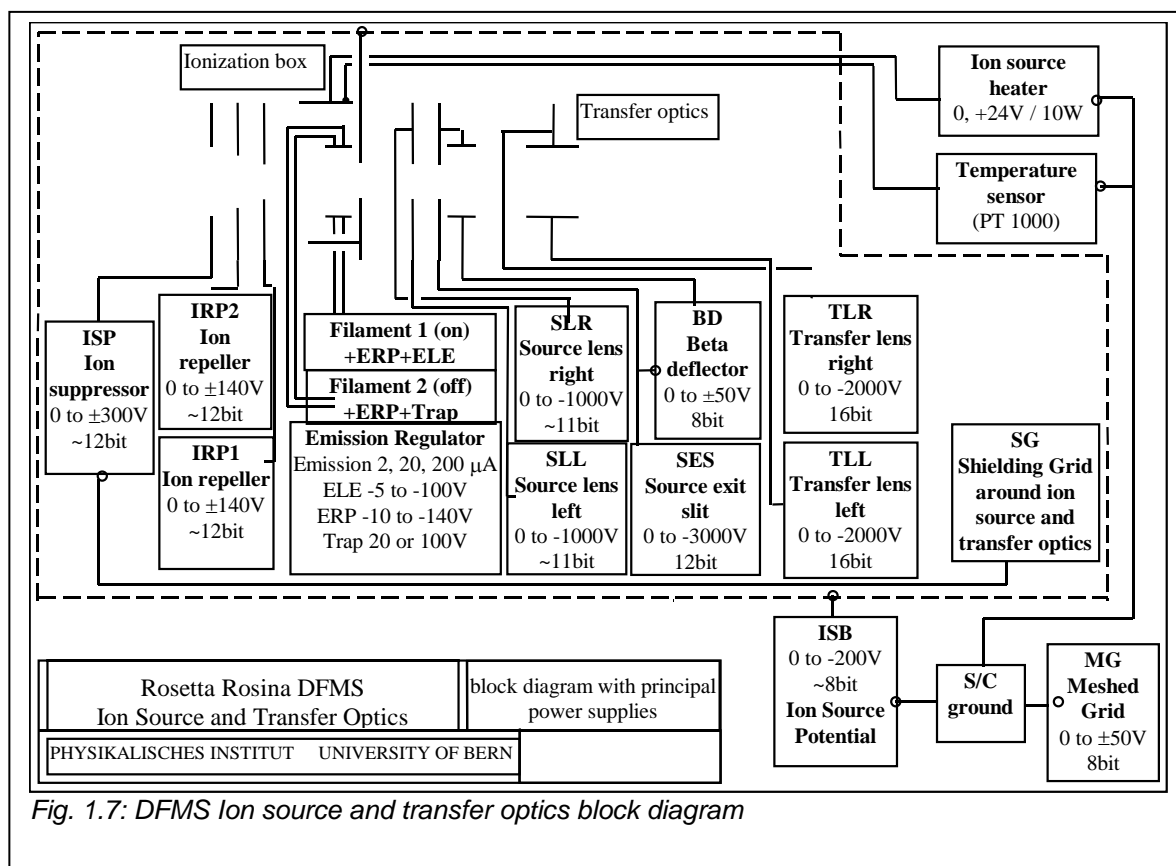 Ionization box
Transfer optics
Ion source
heater
0, +24V / 10W
Temperature
sensor
(PT 1000)
ISP
Ion
suppressor
0 to ±300V
~12bit
IRP2
Ion
repeller
0 to ±140V
~12bit
IRP1
Ion repeller
0 to ±140V
~12bit
Filament 1 (on)
+ERP+ELE
Filament 2 (off)
+ERP+Trap
Emission Regulator
Emission 2, 20, 200 µA
ELE -5 to -100V
ERP -10 to -140V
Trap 20 or 100V
SLR
Source lens
right
0 to -1000V
~11bit
SLL
Source lens
left
0 to -1000V
~11bit
BD
Beta
deflector
0 to ±50V
8bit
SES
Source exit
slit
0 to -3000V
12bit
TLR
Transfer lens
right
0 to -2000V
16bit
TLL
Transfer lens
left
0 to -2000V
16bit
SG
Shielding Grid
around ion
source and
transfer optics
ISB
0 to -200V
~8bit
Ion Source
Potential
S/C
ground
MG
Meshed
Grid
0 to ±50V
8bit
Rosetta Rosina DFMS
Ion Source and Transfer Optics
block diagram with principal
power supplies
PHYSIKALISCHES INSTITUT UNIVERSITY OF BERN
Fig. 1.7: DFMS Ion source and transfer optics block diagram